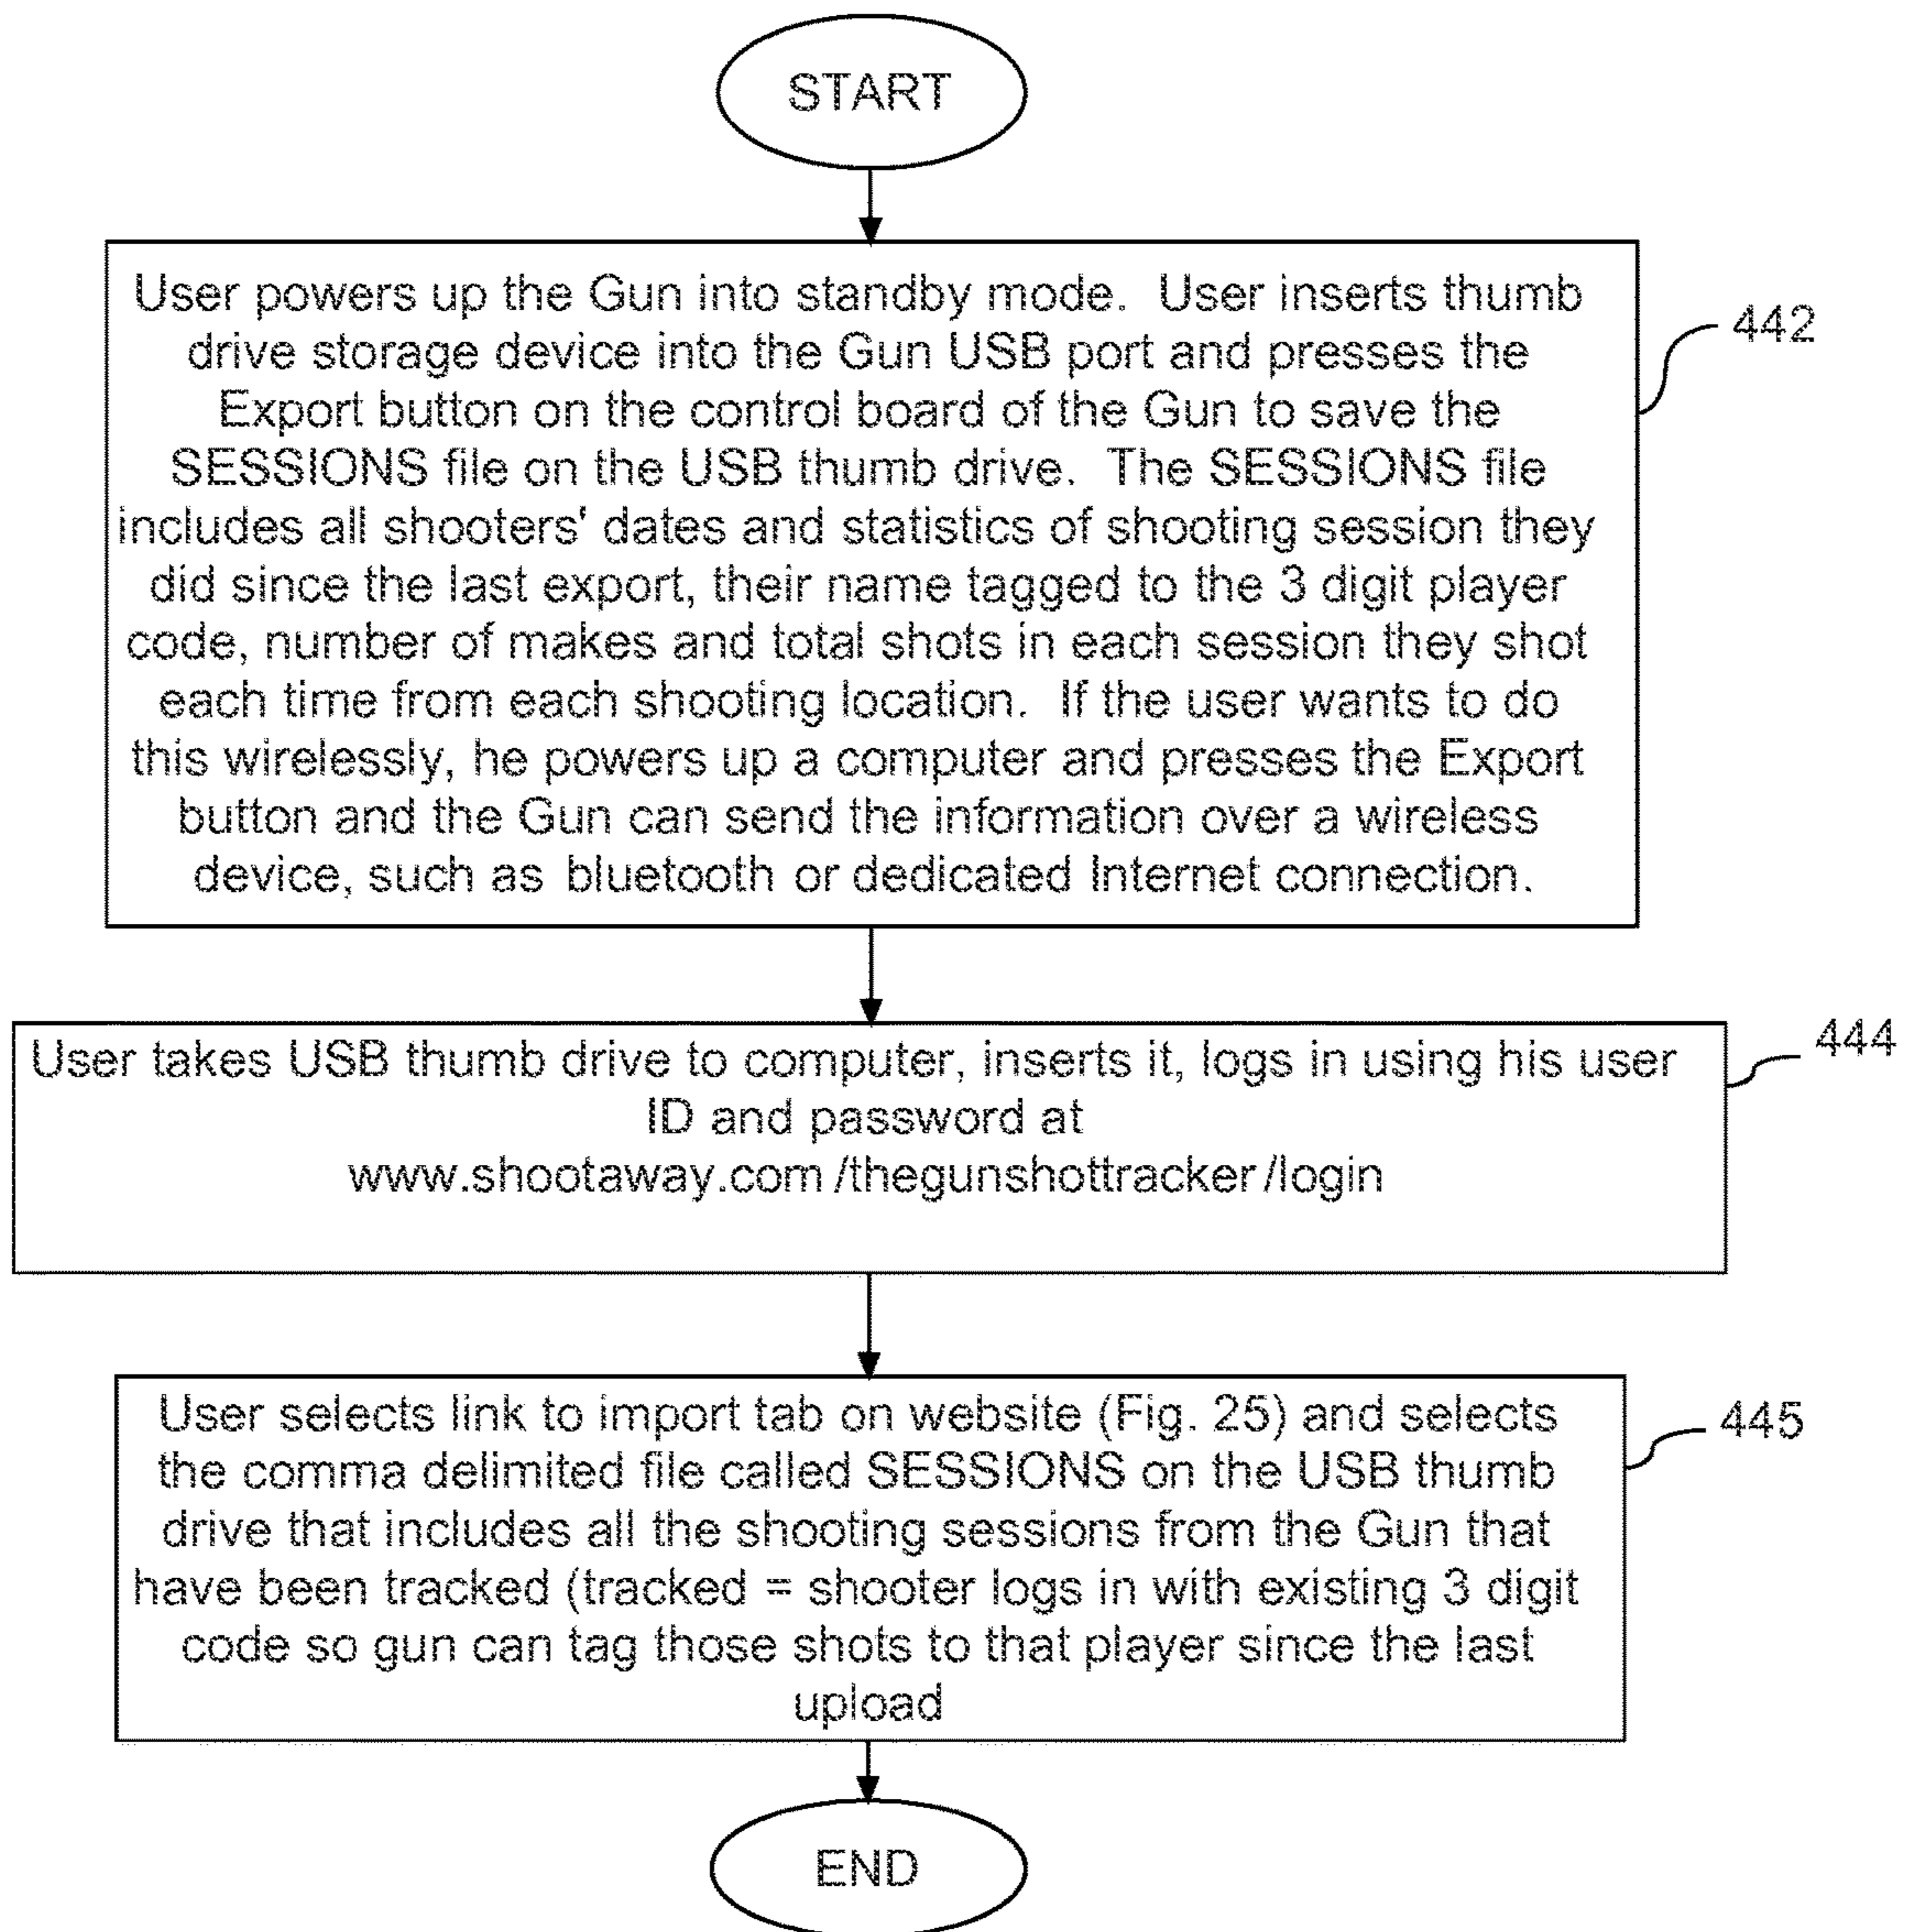 START
User powers up the Gun into standby mode. User inserts thumb
drive storage device into the Gun USB port and presses the
Export button on the control board of the Gun to save the
SESSIONS file on the USB thumb drive. The SESSIONS file
includes all shooters' dates and statistics of shooting session they
did since the last export, their name tagged to the 3 digit player
code, number of makes and total shots in each session they shot
each time from each shooting location. If the user wants to do
this wirelessly, he powers up a computer and presses the Export
button and the Gun can send the information over a wireless
device, such as bluetooth or dedicated Internet connection.
442
User takes USB thumb drive to computer, inserts it, logs in using his user
ID and password at
www.shootaway.com/thegunshottracker/login
444
User selects link to import tab on website (Fig. 25) and selects
the comma delimited file called SESSIONS on the USB thumb
drive that includes all the shooting sessions from the Gun that
have been tracked (tracked = shooter logs in with existing 3 digit
code so gun can tag those shots to that player since the last
upload
445
END